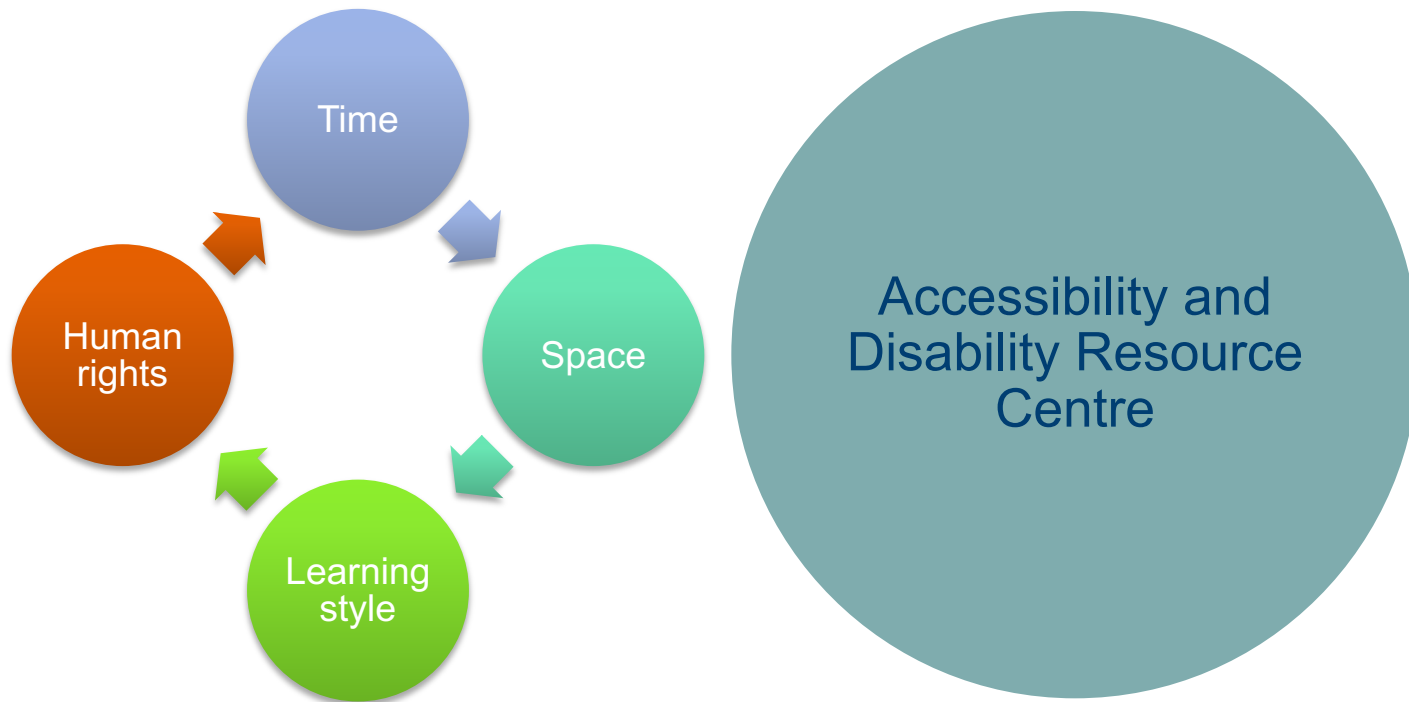 Time
Space
Learning
style
Human
rights
Accessibility and
Disability Resource
Centre